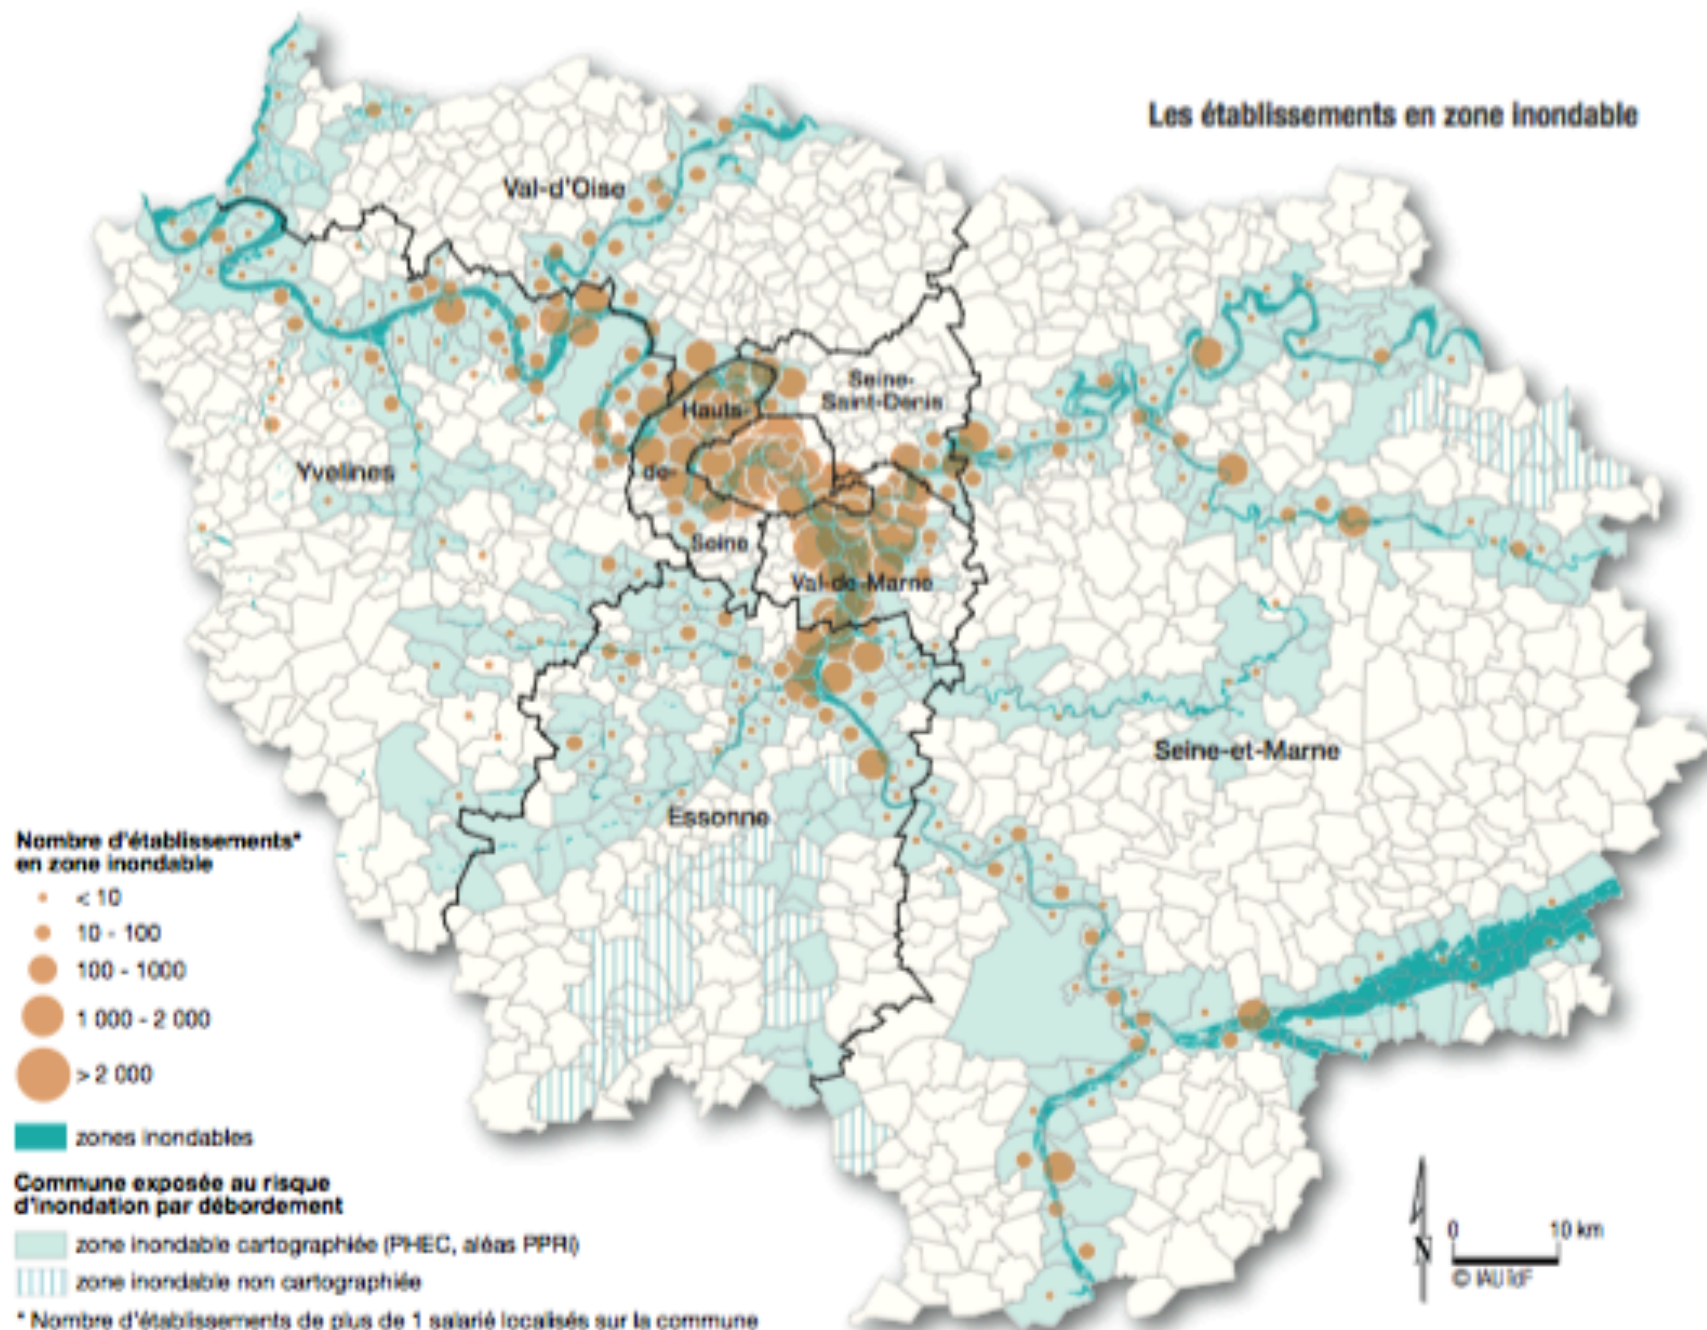 Les établissements en zone inondable
Val-d'Oise
Seine-
Saint-Denis
Hauts-
de-
Seine
Yvelines
Val-de-Marne
Seine-et-Marne
Essonne
Nombre d'établissements*
en zone inondable
< 10
10 - 100
100 - 1000
1 000 - 2 000
> 2 000
zones inondables
Commune exposée au risque
d'inondation par débordement
zone inondable cartographiée (PHEC, aléas PPRi)
zone inondable non cartographiée
* Nombre d'établissements de plus de 1 salarié localisés sur la commune
N
0 10 km
© IAU îdF